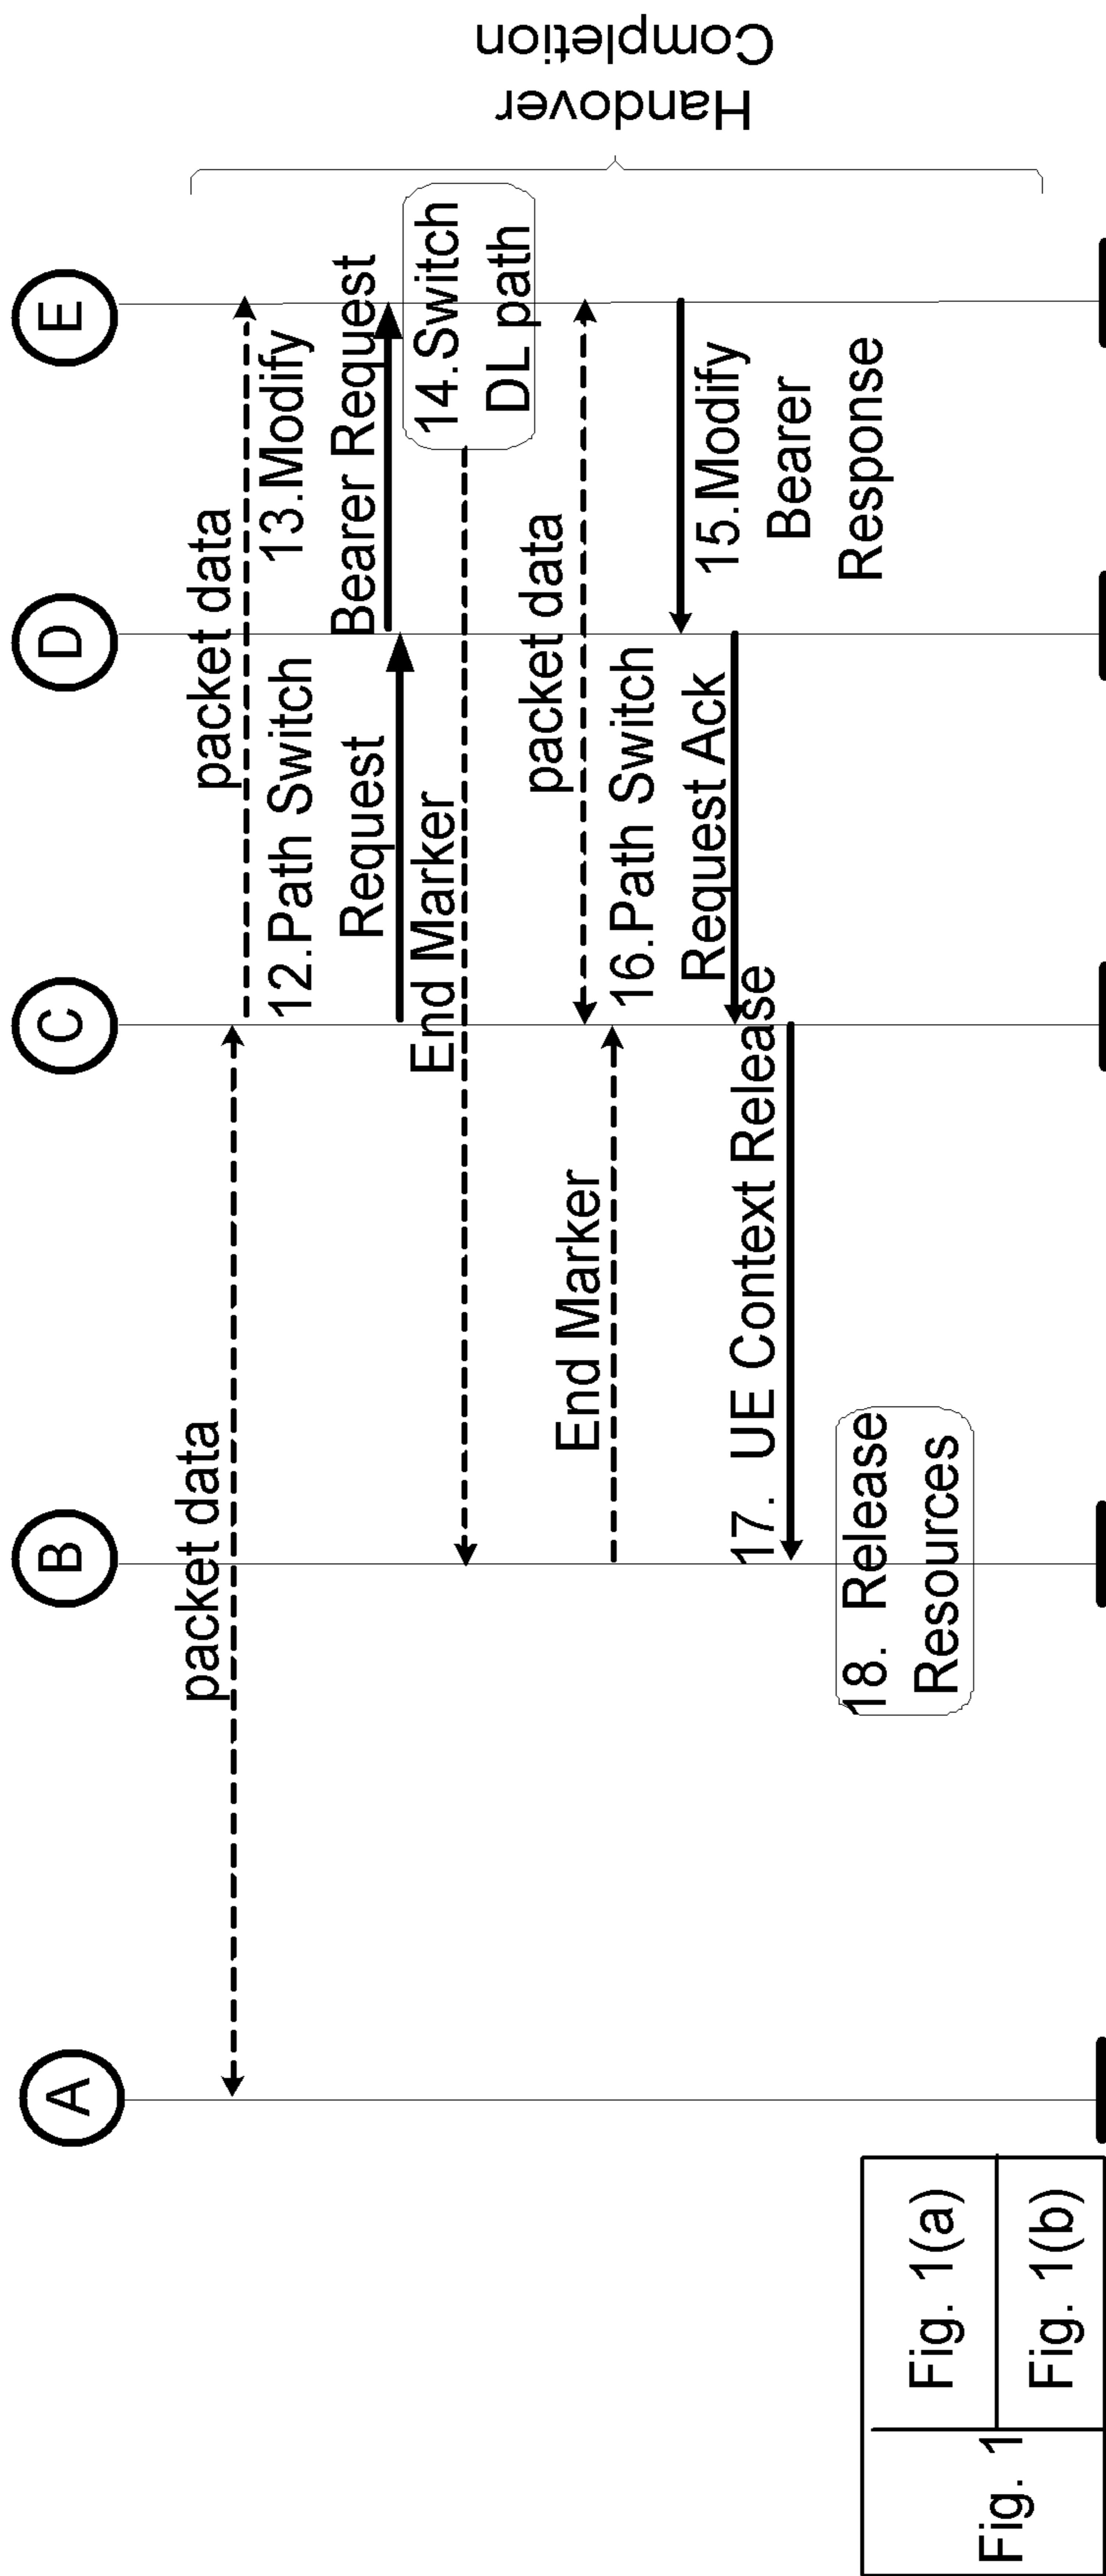 A
B
C
D
E
packet data
packet data
12.Path Switch
Request
13.Modify
Bearer Request
14.Switch
DL path
End Marker
packet data
End Marker
15.Modify
Bearer
Response
16.Path Switch
Request Ack
17. UE Context Release
18. Release
Resources
Handover
Completion
Fig. 1
Fig. 1(a)
Fig. 1(b)